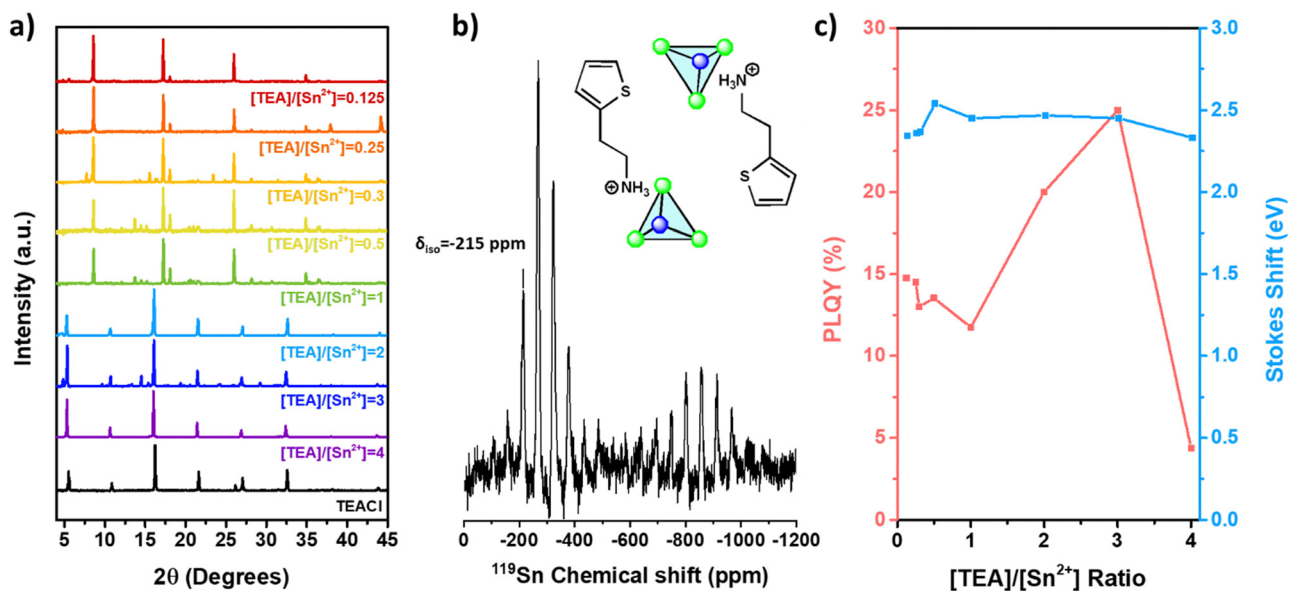 a)
Intensity (a.u.)
[TEA]/[Sn²⁺]=0.125
[TEA]/[Sn²⁺]=0.25
[TEA]/[Sn²⁺]=0.3
[TEA]/[Sn²⁺]=0.5
[TEA]/[Sn²⁺]=1
[TEA]/[Sn²⁺]=2
[TEA]/[Sn²⁺]=3
[TEA]/[Sn²⁺]=4
TEACl
5 10 15 20 25 30 35 40 45
2θ (Degrees)
b)
S
⊕NH₃
H₃N⊕
S
δiso=-215 ppm
0 -200 -400 -600 -800 -1000 -1200
¹¹⁹Sn Chemical shift (ppm)
c)
PLQY (%)
30
25
20
15
10
5
0
3.0
2.5
2.0
1.5
1.0
0.5
0.0
Stokes Shift (eV)
0 1 2 3 4
[TEA]/[Sn²⁺] Ratio